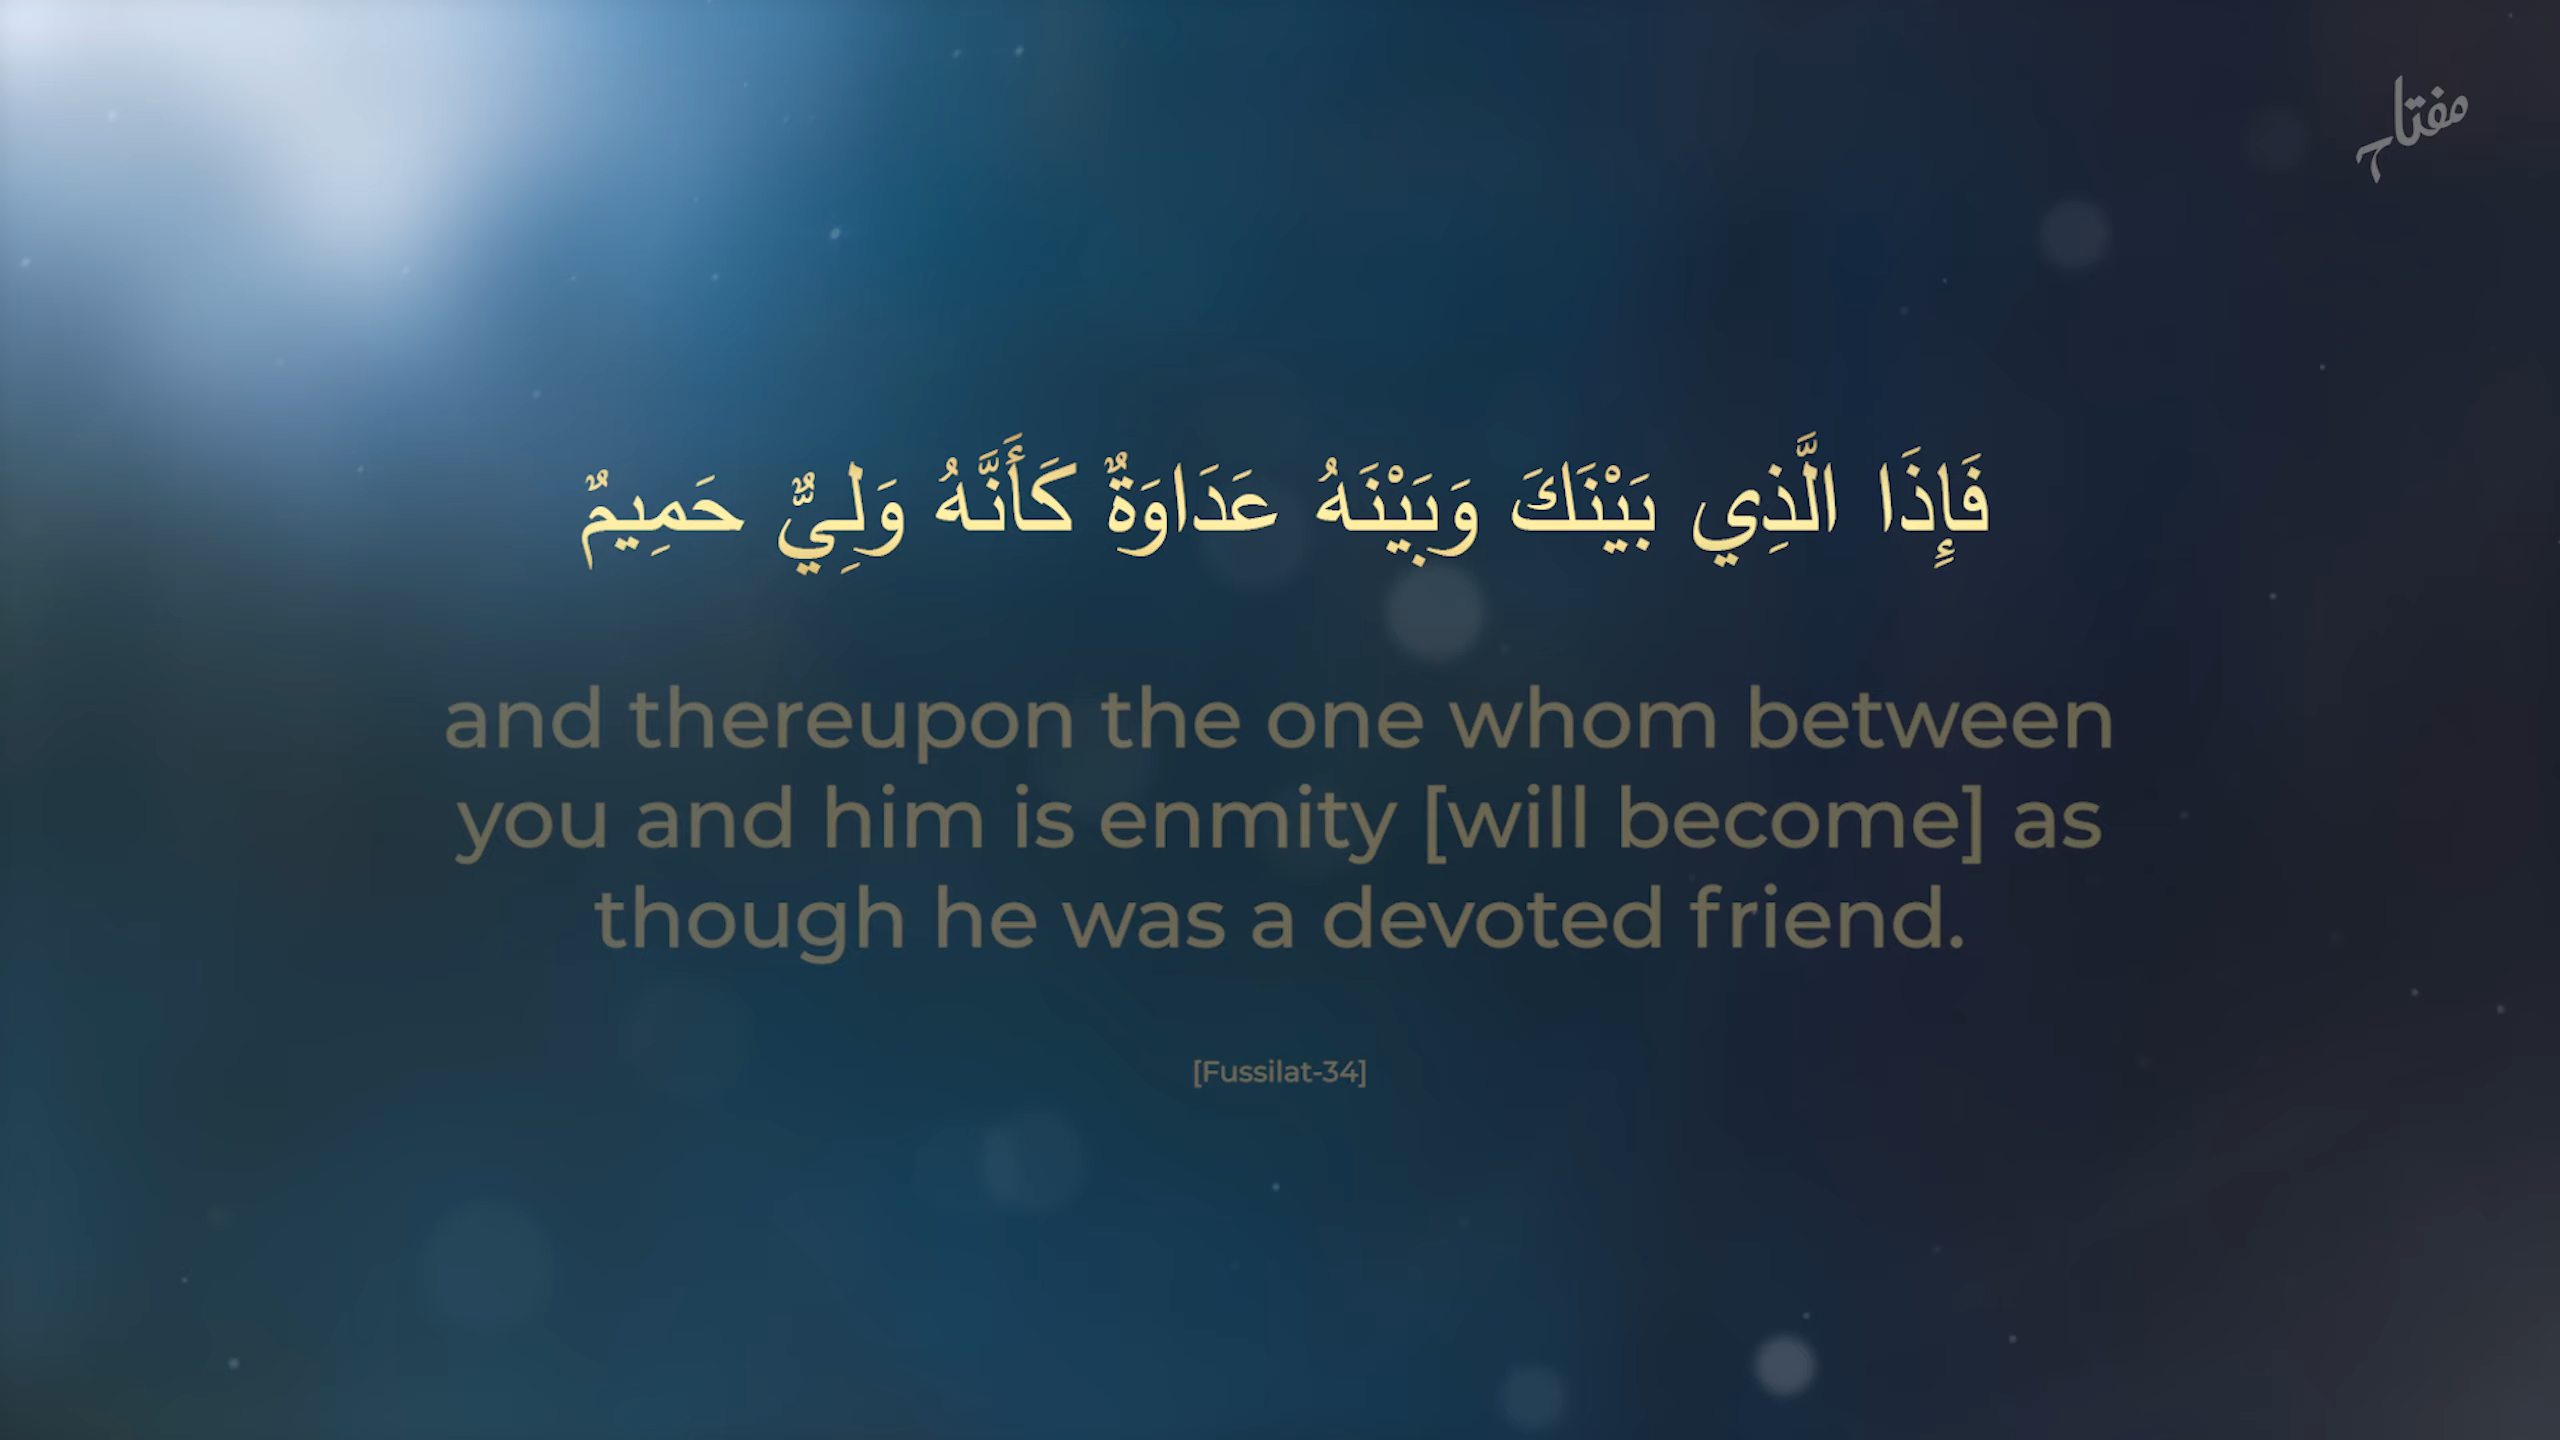 مفتاح
فَإِذَا الَّذِي بَيْنَكَ وَبَيْنَهُ عَدَاوَةٌ كَأَنَّهُ وَلِيٌّ حَمِيمٌ
and thereupon the one whom between
you and him is enmity [will become] as
though he was a devoted friend.
[Fussilat-34]